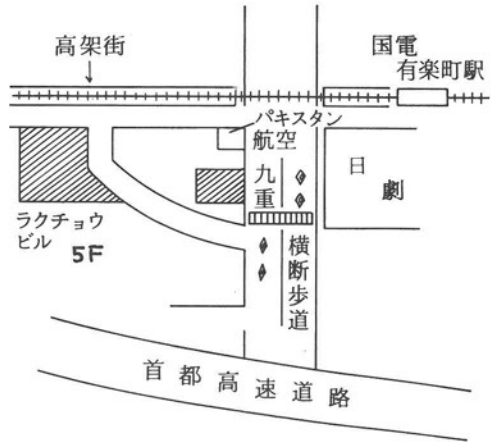 高架街
国電
有楽町駅
パキスタン
航空
九重
日劇
ラクチョウ
ビル
5F
横断歩道
首都高速道路